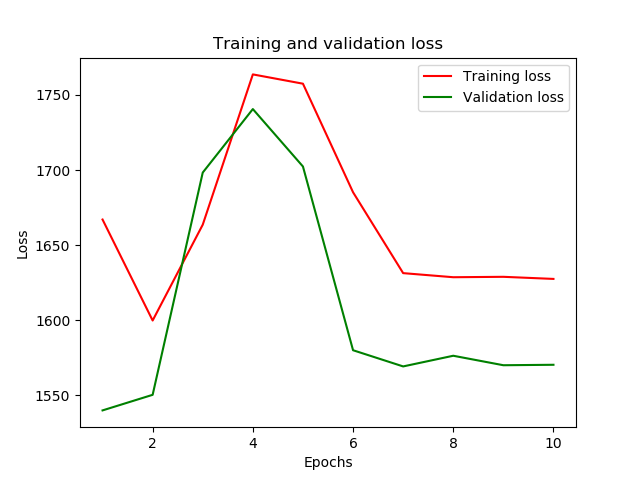 Training and validation loss
Training loss
Validation loss
Loss
1750
1700
1650
1600
1550
2
4
6
8
10
Epochs